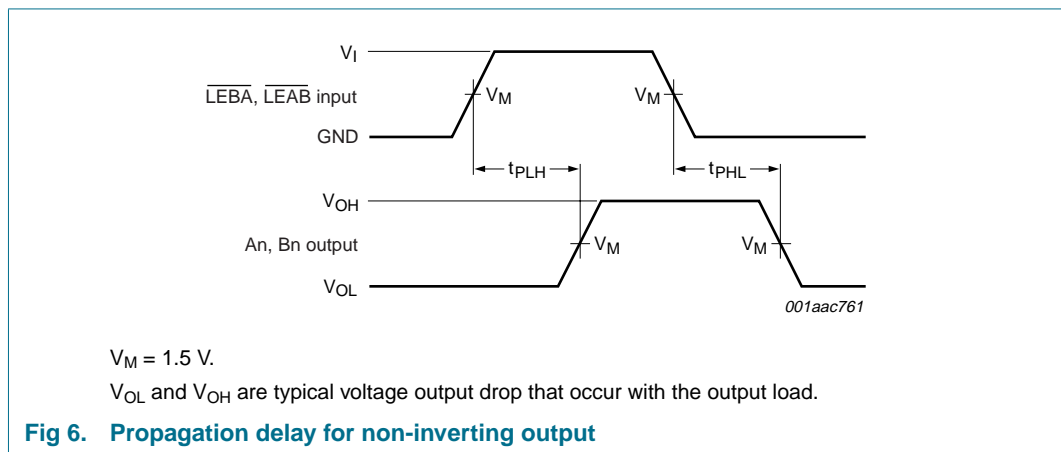 VI
LEBA, LEAB input
VM
VM
GND
tPLH
tPHL
VOH
An, Bn output
VM
VM
VOL
001aac761
VM = 1.5 V.
VOL and VOH are typical voltage output drop that occur with the output load.
Fig 6. Propagation delay for non-inverting output